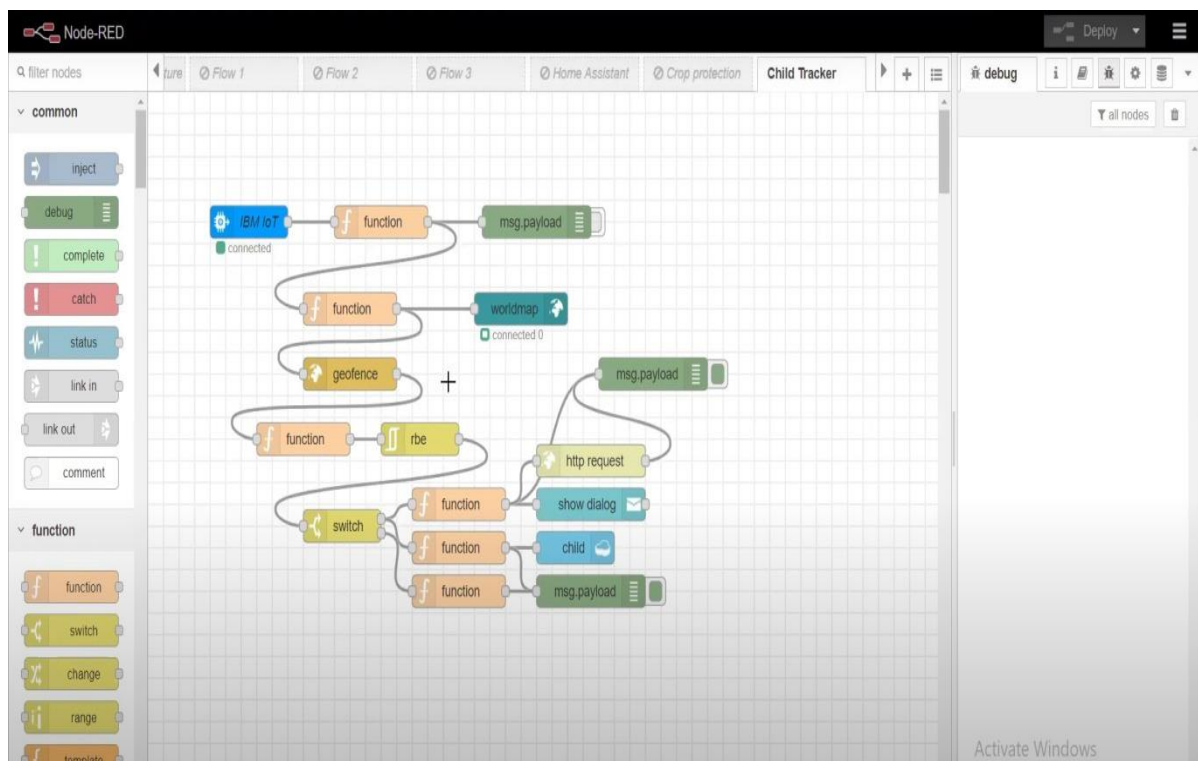 Node-RED
Deploy
filter nodes
ture
Flow 1
Flow 2
Flow 3
Home Assistant
Crop protection
Child Tracker
debug
i
all nodes
common
inject
debug
complete
catch
status
link in
link out
comment
function
function
switch
change
range
template
IBM IoT
connected
function
msg.payload
function
worldmap
connected 0
geofence
msg.payload
function
rbe
http request
switch
function
show dialog
function
child
function
msg.payload
Activate Windows